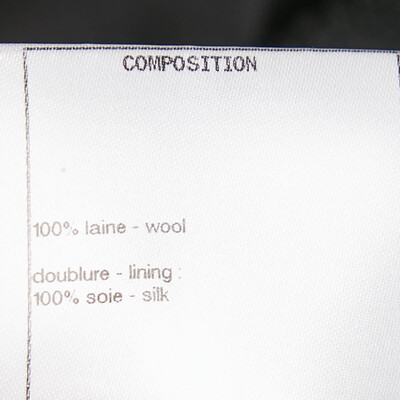 COMPOSITION
100% laine - wool
doublure - lining :
100% soie - silk